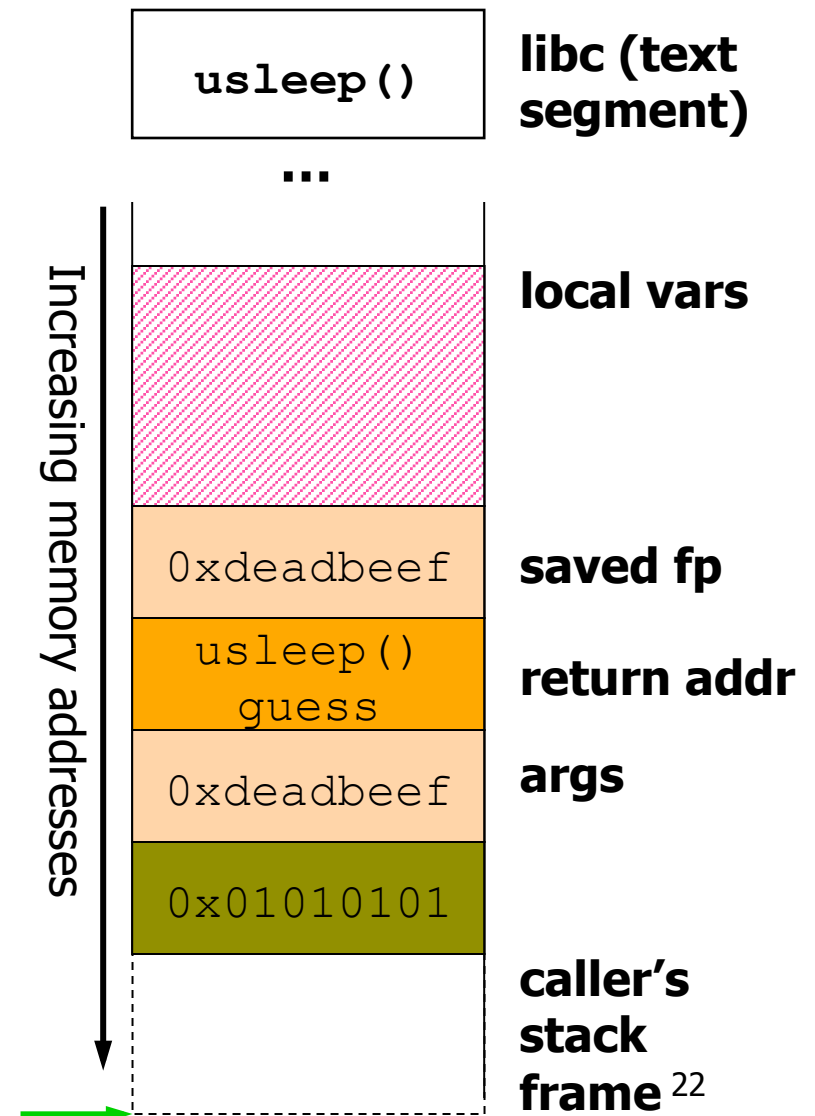 usleep()
libc (text
segment)
...
Increasing memory addresses
local vars
0xdeadbeef
saved fp
usleep()
guess
return addr
0xdeadbeef
args
0x01010101
caller's
stack
frame 22